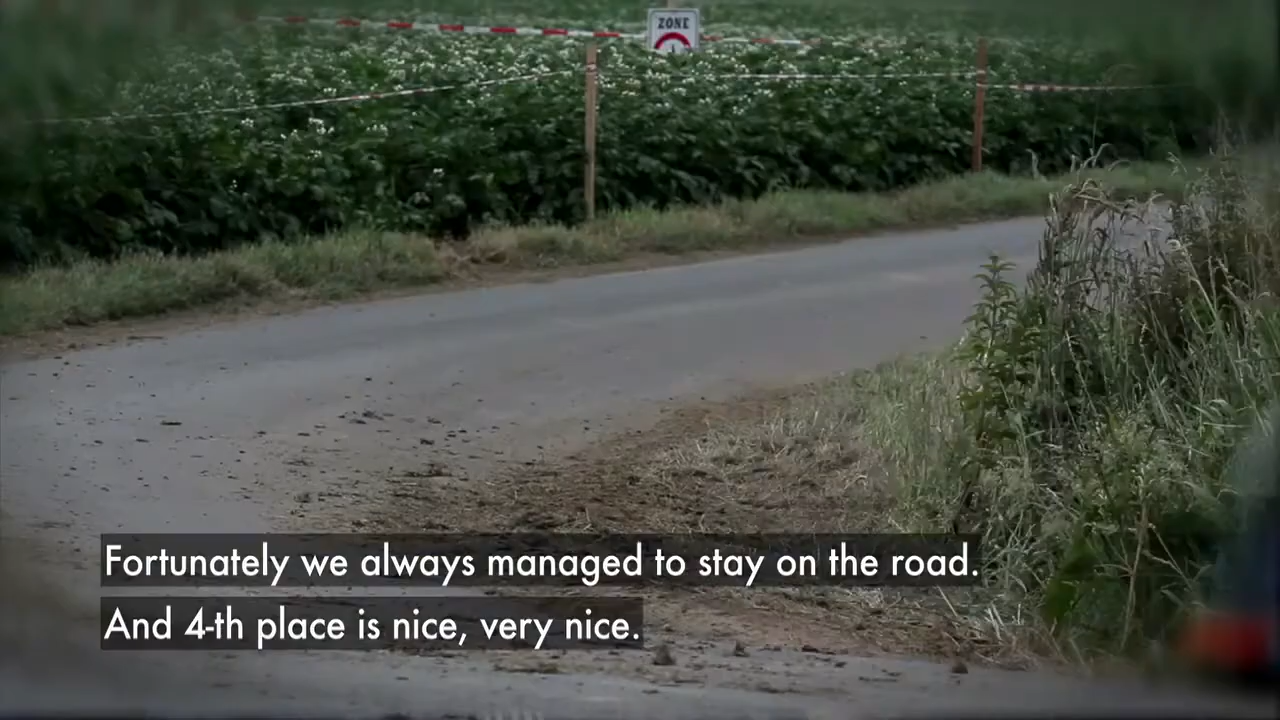 ZONE
Fortunately we always managed to stay on the road.
And 4-th place is nice, very nice.